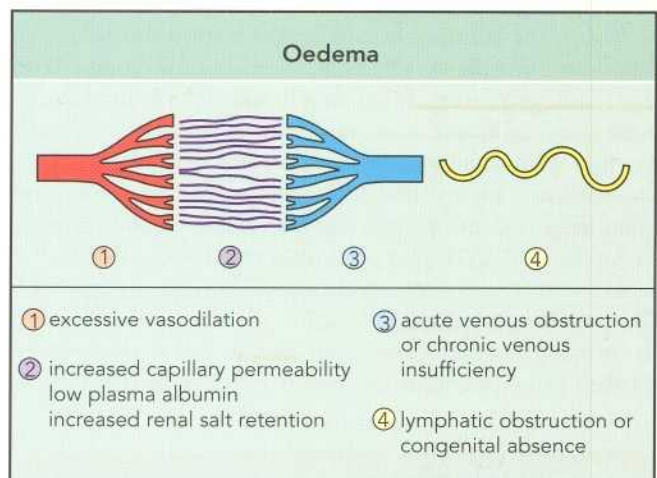 Oedema
① ② ③ ④
① excessive vasodilation
② increased capillary permeability
low plasma albumin
increased renal salt retention
③ acute venous obstruction
or chronic venous
insufficiency
④ lymphatic obstruction or
congenital absence